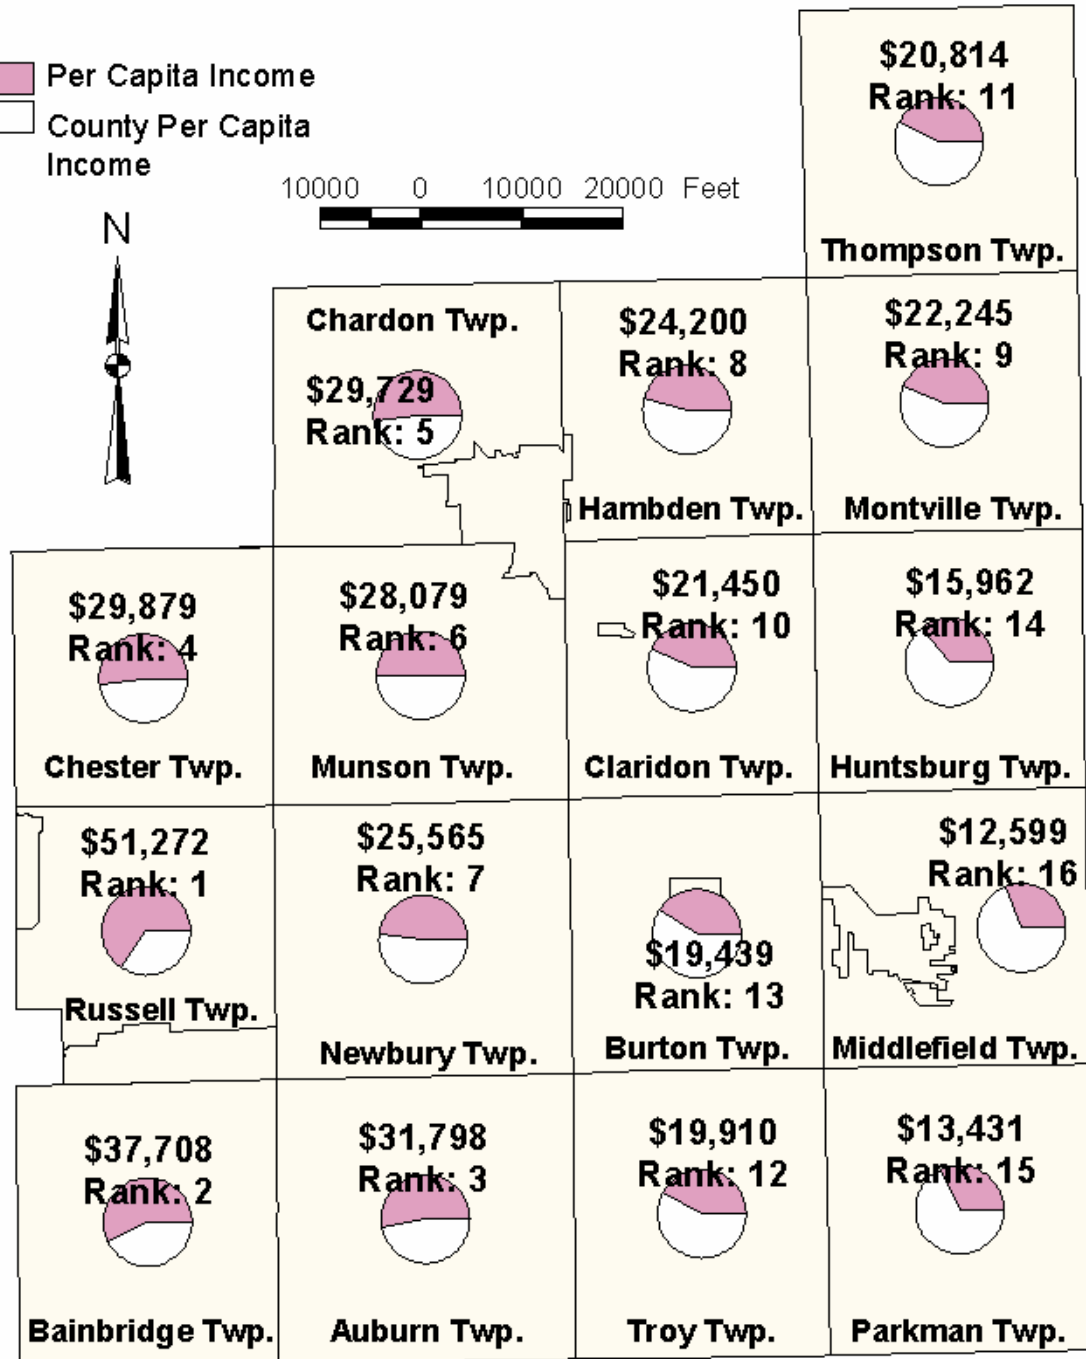 Per Capita Income
County Per Capita
Income
N
10000 0 10000 20000 Feet
$20,814
Rank: 11
Thompson Twp.
Chardon Twp.
$29,729
Rank: 5
$24,200
Rank: 8
Hambden Twp.
$22,245
Rank: 9
Montville Twp.
$29,879
Rank: 4
Chester Twp.
$28,079
Rank: 6
Munson Twp.
$21,450
Rank: 10
Claridon Twp.
$15,962
Rank: 14
Huntsburg Twp.
$51,272
Rank: 1
Russell Twp.
$25,565
Rank: 7
Newbury Twp.
$19,439
Rank: 13
Burton Twp.
$12,599
Rank: 16
Middlefield Twp.
$37,708
Rank: 2
Bainbridge Twp.
$31,798
Rank: 3
Auburn Twp.
$19,910
Rank: 12
Troy Twp.
$13,431
Rank: 15
Parkman Twp.